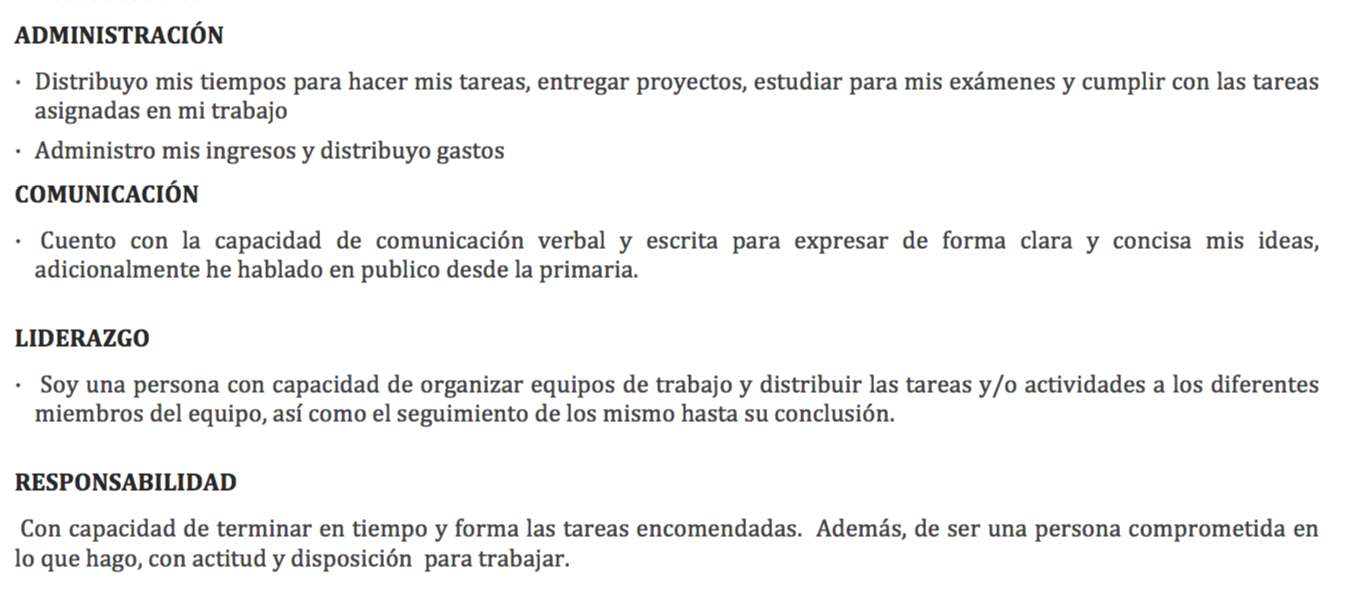 ADMINISTRACIÓN
· Distribuyo mis tiempos para hacer mis tareas, entregar proyectos, estudiar para mis exámenes y cumplir con las tareas
asignadas en mi trabajo
· Administro mis ingresos y distribuyo gastos
COMUNICACIÓN
· Cuento con la capacidad de comunicación verbal y escrita para expresar de forma clara y concisa mis ideas,
adicionalmente he hablado en publico desde la primaria.
LIDERAZGO
· Soy una persona con capacidad de organizar equipos de trabajo y distribuir las tareas y/o actividades a los diferentes
miembros del equipo, así como el seguimiento de los mismo hasta su conclusión.
RESPONSABILIDAD
Con capacidad de terminar en tiempo y forma las tareas encomendadas. Además, de ser una persona comprometida en
lo que hago, con actitud y disposición para trabajar.